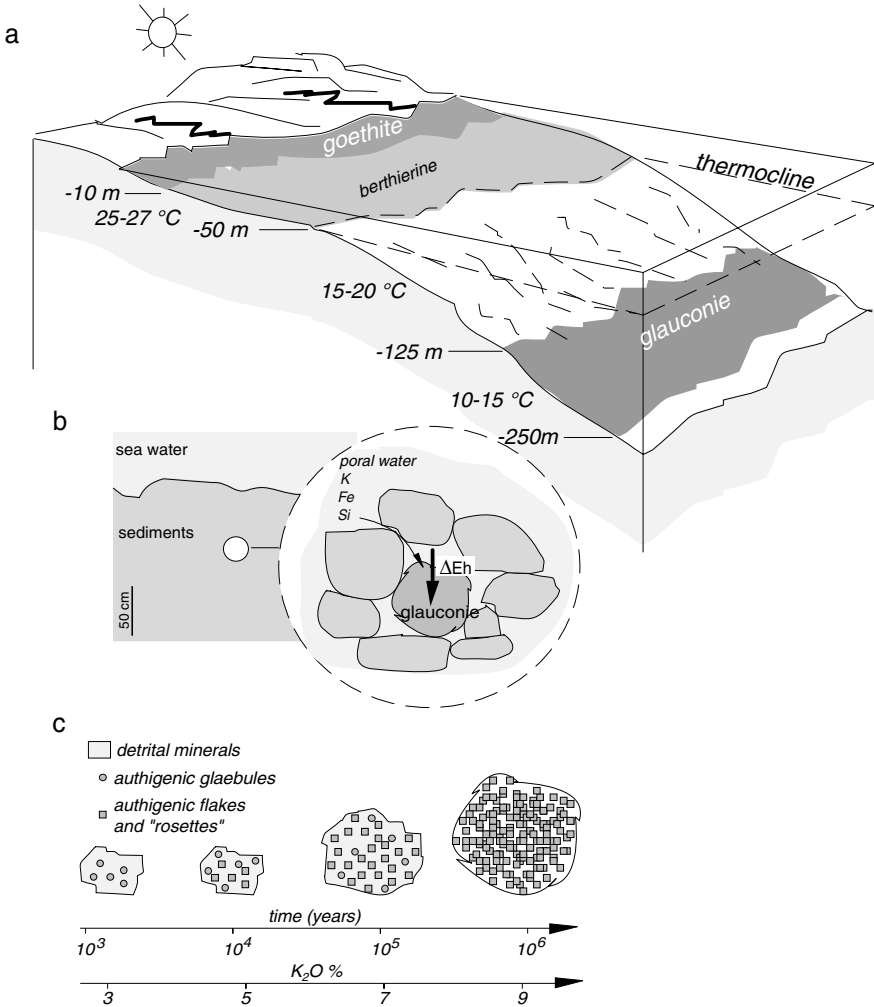 a
goethite
berthierine
thermocline
-10 m
25-27 °C
-50 m
15-20 °C
glauconie
-125 m
10-15 °C
-250m
b
sea water
sediments
50 cm
poral water
K
Fe
Si
ΔEh
glauconie
c
detrital minerals
authigenic glaebules
authigenic flakes
and "rosettes"
time (years)
10³ 10⁴ 10⁵ 10⁶
K₂O %
3 5 7 9